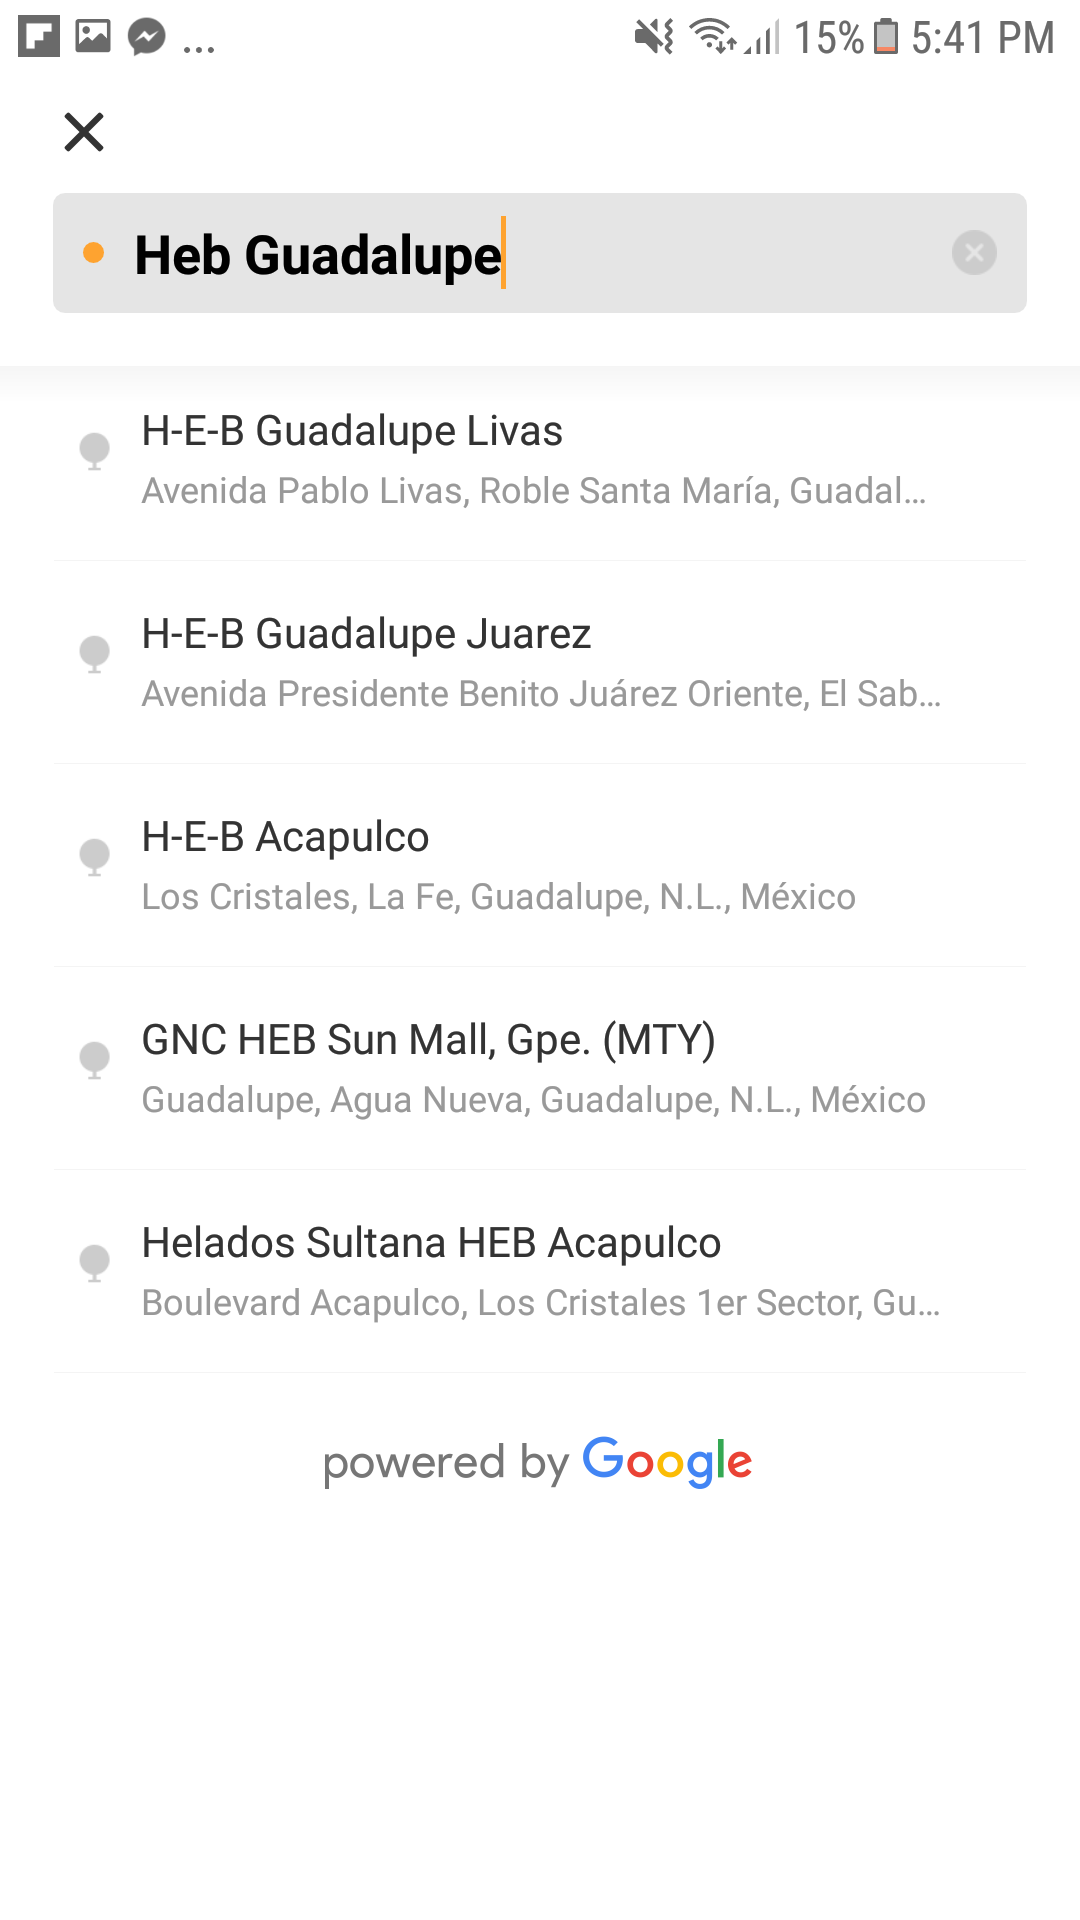 ... 15% 5:41 PM
Heb Guadalupe
H-E-B Guadalupe Livas
Avenida Pablo Livas, Roble Santa María, Guadal...
H-E-B Guadalupe Juarez
Avenida Presidente Benito Juárez Oriente, El Sab...
H-E-B Acapulco
Los Cristales, La Fe, Guadalupe, N.L., México
GNC HEB Sun Mall, Gpe. (MTY)
Guadalupe, Agua Nueva, Guadalupe, N.L., México
Helados Sultana HEB Acapulco
Boulevard Acapulco, Los Cristales 1er Sector, Gu...
powered by Google